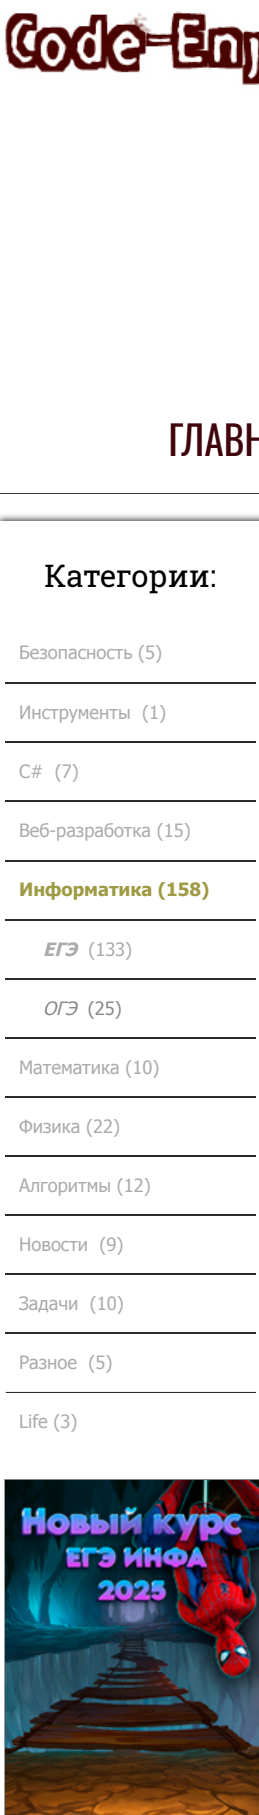 Code-Enj
ГЛАВН
Категории:
Безопасность (5)
Инструменты (1)
C# (7)
Веб-разработка (15)
Информатика (158)
ЕГЭ (133)
ОГЭ (25)
Математика (10)
Физика (22)
Алгоритмы (12)
Новости (9)
Задачи (10)
Разное (5)
Life (3)
Новый курс
ЕГЭ ИНФА
2025